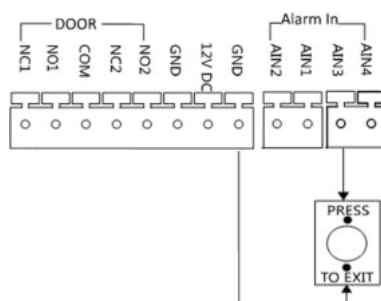 DOOR
Alarm In
NC1
NO1
COM
NC2
NO2
GND
12V DC
GND
AIN2
AIN1
AIN3
AIN4
PRESS
TO EXIT